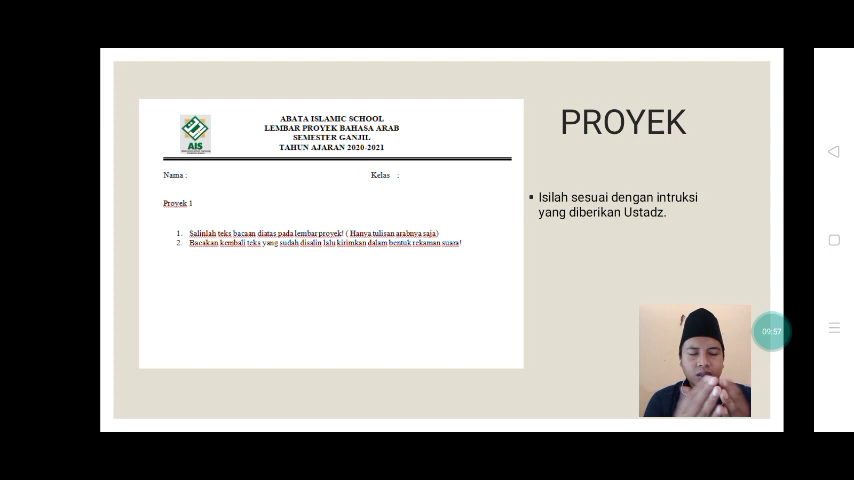 AIS
ABATA ISLAMIC SCHOOL
LEMBAR PROYEK BAHASA ARAB
SEMESTER GANJIL
TAHUN AJARAN 2020-2021
Nama :
Kelas :
Proyek 1
1. Salinlah teks bacaan diatas pada lembar proyek! ( Hanya tulisan arabnya saja)
2. Bacakan kembali teks yang sudah disalin lalu kirimkan dalam bentuk rekaman suara!
PROYEK
▪ Isilah sesuai dengan intruksi
yang diberikan Ustadz.
09:57